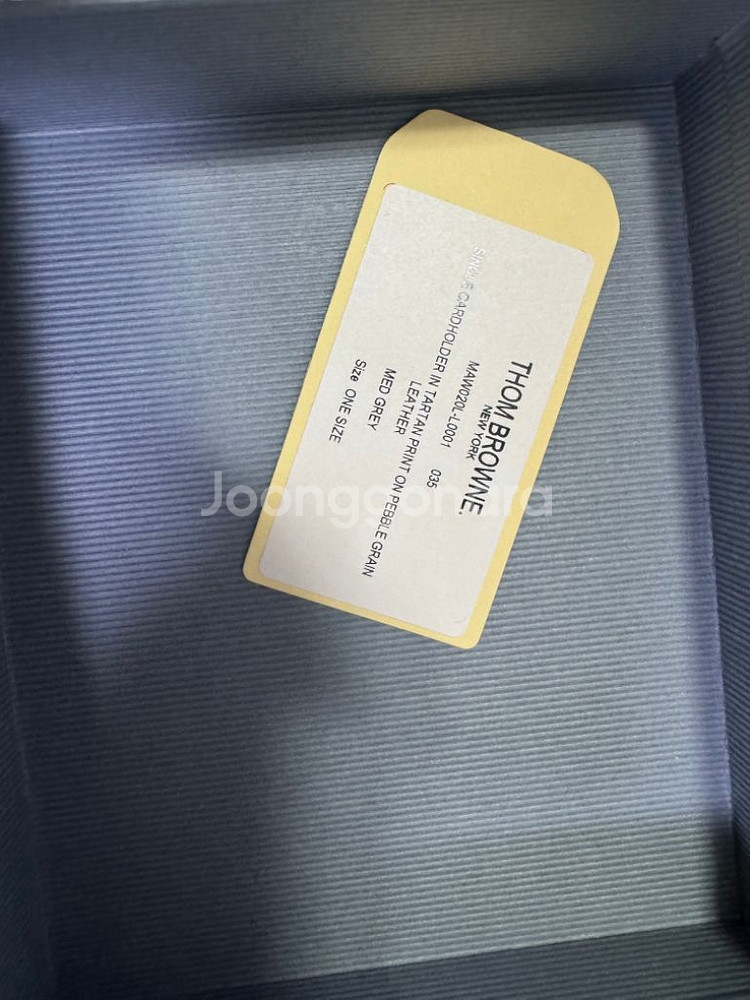 THOM BROWNE.
NEW YORK
MAW020L-L0001 035
SINGLE CARDHOLDER IN TARTAN PRINT ON PEBBLE GRAIN
LEATHER
MED GREY
Size ONE SIZE
Joonggonara